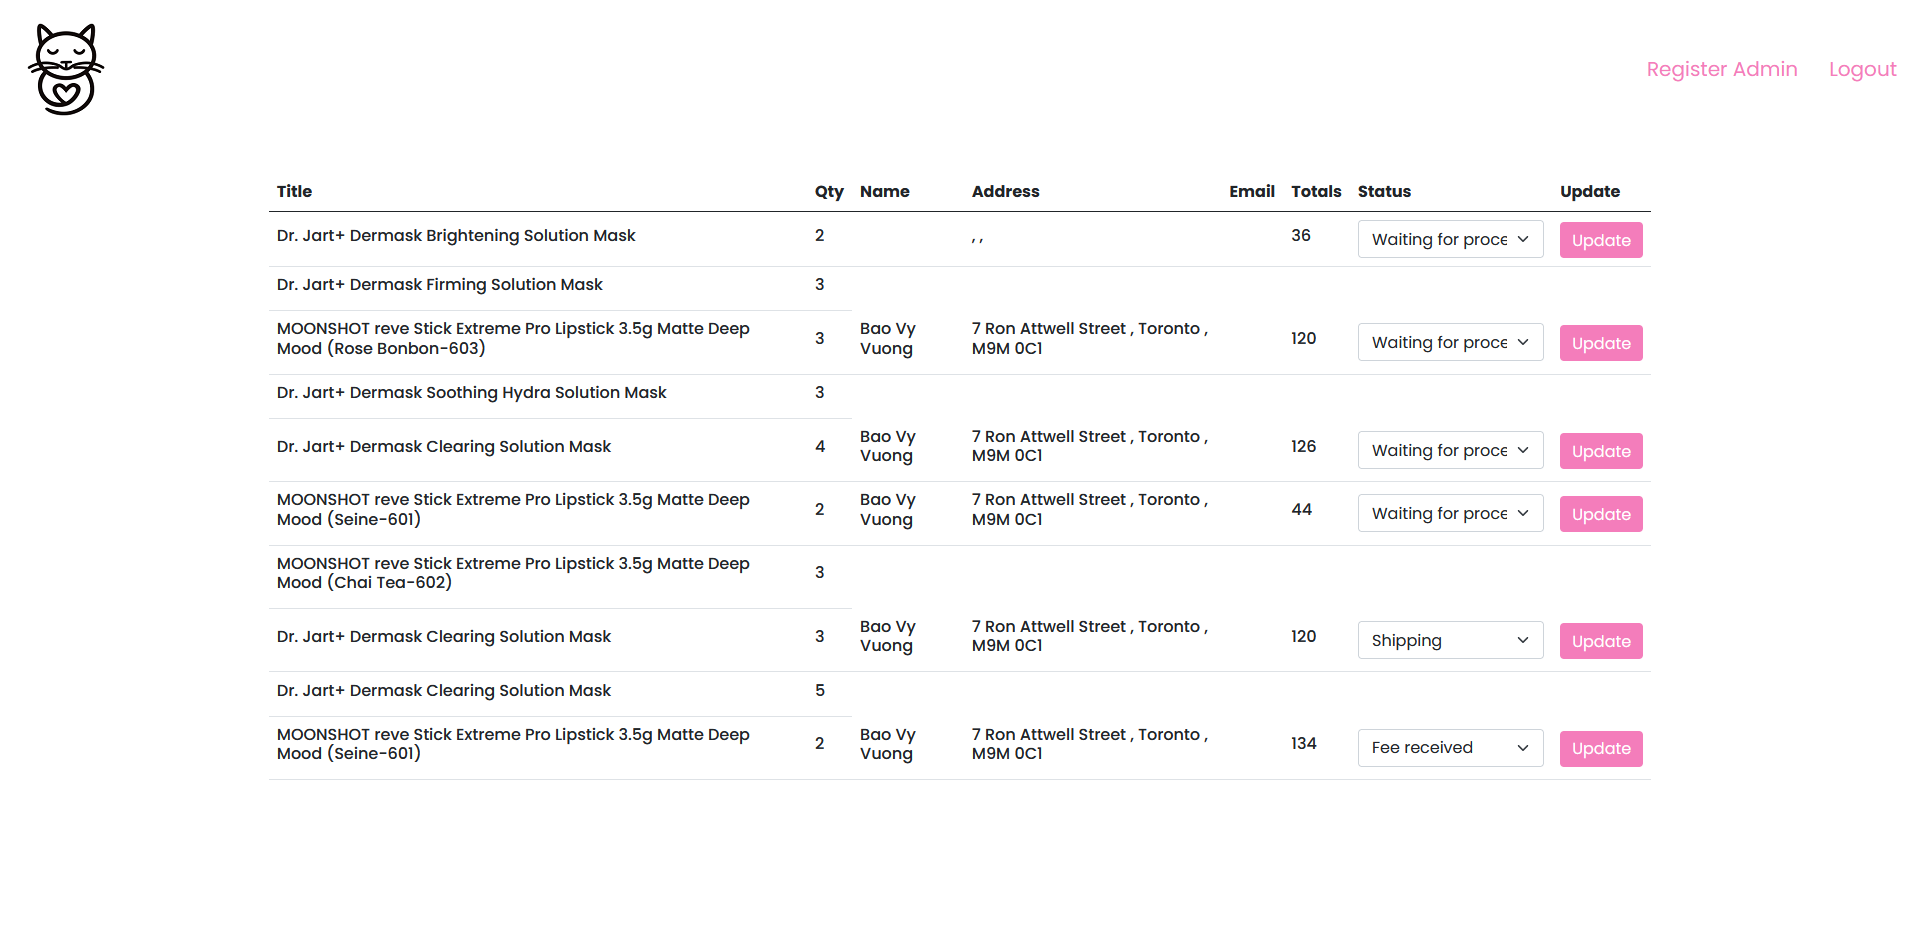 Register Admin Logout
Title Qty Name Address Email Totals Status Update
Dr. Jart+ Dermask Brightening Solution Mask 2 , , 36 Waiting for proce Update
Dr. Jart+ Dermask Firming Solution Mask 3
MOONSHOT reve Stick Extreme Pro Lipstick 3.5g Matte Deep
Mood (Rose Bonbon-603) 3 Bao Vy
Vuong 7 Ron Attwell Street , Toronto ,
M9M 0C1 120 Waiting for proce Update
Dr. Jart+ Dermask Soothing Hydra Solution Mask 3
Dr. Jart+ Dermask Clearing Solution Mask 4 Bao Vy
Vuong 7 Ron Attwell Street , Toronto ,
M9M 0C1 126 Waiting for proce Update
MOONSHOT reve Stick Extreme Pro Lipstick 3.5g Matte Deep
Mood (Seine-601) 2 Bao Vy
Vuong 7 Ron Attwell Street , Toronto ,
M9M 0C1 44 Waiting for proce Update
MOONSHOT reve Stick Extreme Pro Lipstick 3.5g Matte Deep
Mood (Chai Tea-602) 3
Dr. Jart+ Dermask Clearing Solution Mask 3 Bao Vy
Vuong 7 Ron Attwell Street , Toronto ,
M9M 0C1 120 Shipping Update
Dr. Jart+ Dermask Clearing Solution Mask 5
MOONSHOT reve Stick Extreme Pro Lipstick 3.5g Matte Deep
Mood (Seine-601) 2 Bao Vy
Vuong 7 Ron Attwell Street , Toronto ,
M9M 0C1 134 Fee received Update